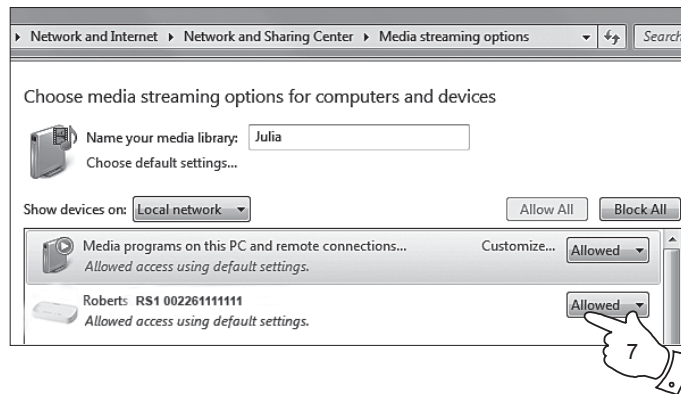 Network and Internet Network and Sharing Center Media streaming options Search
Choose media streaming options for computers and devices
Name your media library: Julia
Choose default settings...
Show devices on: Local network Allow All Block All
Media programs on this PC and remote connections... Customize... Allowed
Allowed access using default settings.
Roberts RS1 002261111111 Allowed
Allowed access using default settings.
7